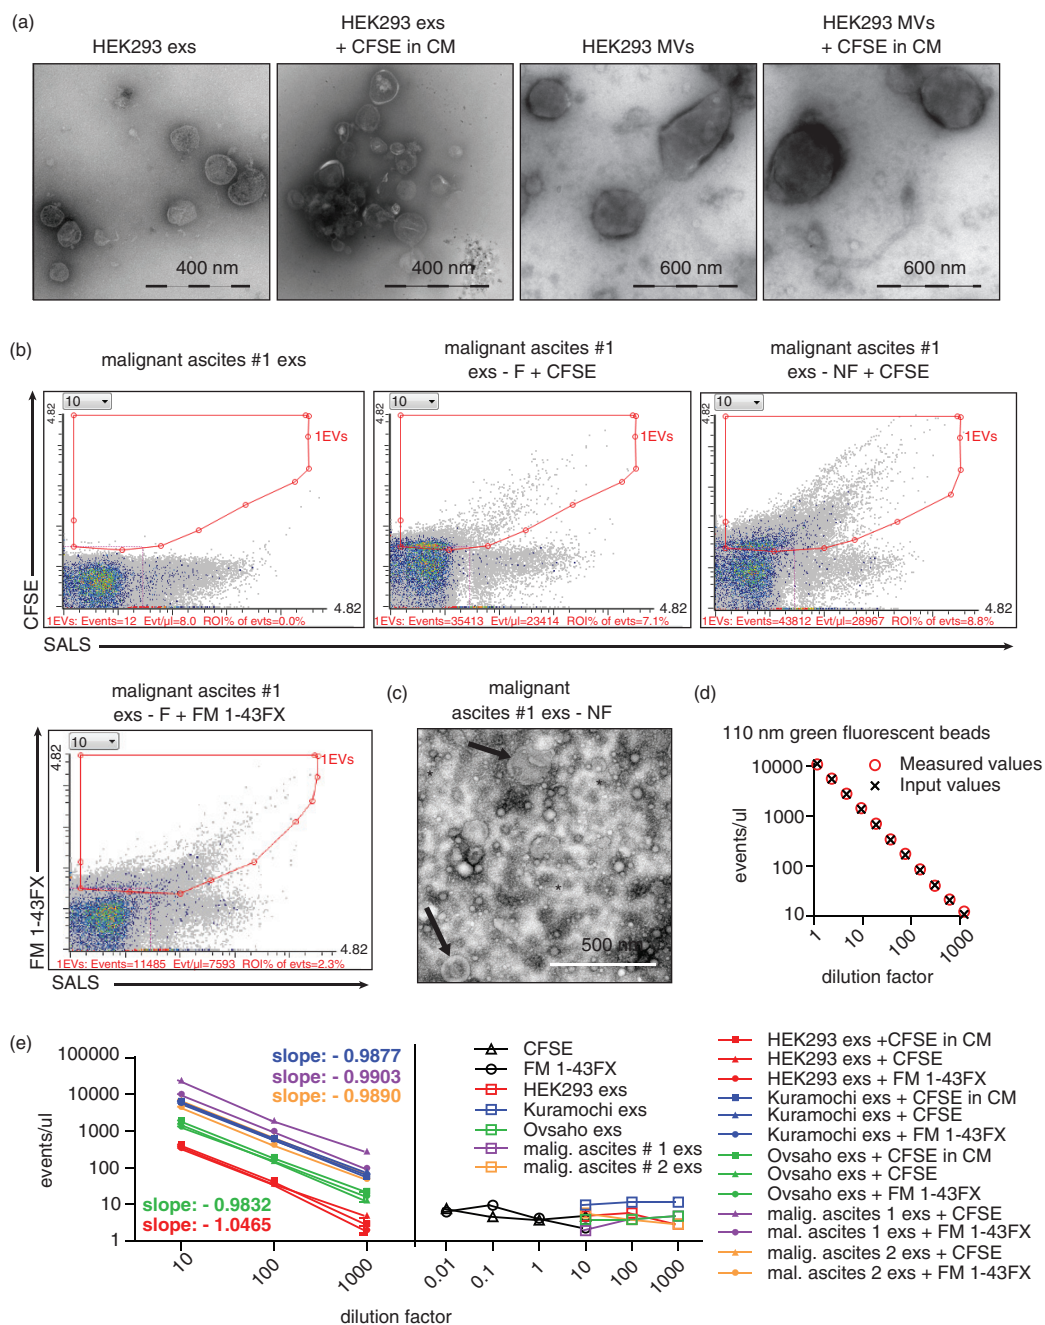 (a)
HEK293 exs
HEK293 exs
+ CFSE in CM
HEK293 MVs
HEK293 MVs
+ CFSE in CM
400 nm
400 nm
600 nm
600 nm
(b)
malignant ascites #1 exs
malignant ascites #1
exs - F + CFSE
malignant ascites #1
exs - NF + CFSE
CFSE
4.82
10
1EVs
4.82
1EVs: Events=12 Evt/µl=8.0 ROI% of evts=0.0%
4.82
10
1EVs
4.82
1EVs: Events=35413 Evt/µl=23414 ROI% of evts=7.1%
4.82
10
1EVs
4.82
1EVs: Events=43812 Evt/µl=28967 ROI% of evts=8.8%
SALS
malignant ascites #1
exs - F + FM 1-43FX
FM 1-43FX
4.82
10
1EVs
4.82
1EVs: Events=11485 Evt/µl=7593 ROI% of evts=2.3%
SALS
(c)
malignant
ascites #1 exs - NF
*
*
*
500 nm
(d)
110 nm green fluorescent beads
Measured values
Input values
events/ul
10000
1000
100
10
1
10
100
1000
dilution factor
(e)
events/ul
100000
10000
1000
100
10
1
slope: - 0.9877
slope: - 0.9903
slope: - 0.9890
slope: - 0.9832
slope: - 1.0465
10
100
1000
CFSE
FM 1-43FX
HEK293 exs
Kuramochi exs
Ovsaho exs
malig. ascites # 1 exs
malig. ascites # 2 exs
0.01
0.1
1
10
100
1000
dilution factor
HEK293 exs +CFSE in CM
HEK293 exs + CFSE
HEK293 exs + FM 1-43FX
Kuramochi exs + CFSE in CM
Kuramochi exs + CFSE
Kuramochi exs + FM 1-43FX
Ovsaho exs + CFSE in CM
Ovsaho exs + CFSE
Ovsaho exs + FM 1-43FX
malig. ascites 1 exs + CFSE
mal. ascites 1 exs + FM 1-43FX
malig. ascites 2 exs + CFSE
mal. ascites 2 exs + FM 1-43FX